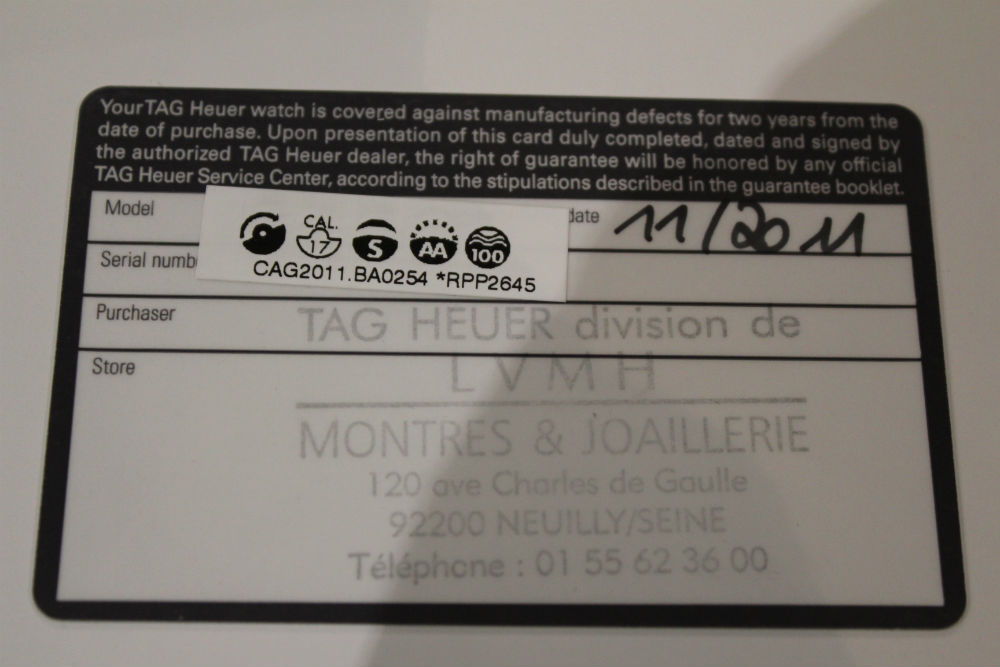 Your TAG Heuer watch is covered against manufacturing defects for two years from the
date of purchase. Upon presentation of this card duly completed, dated and signed by
the authorized TAG Heuer dealer, the right of guarantee will be honored by any official
TAG Heuer Service Center, according to the stipulations described in the guarantee booklet.
Model
date 11/2011
CAL.
17 S AA 100
Serial numb
CAG2011.BA0254 *RPP2645
Purchaser
TAG HEUER division de
LVMH
Store
MONTRES & JOAILLERIE
120 ave Charles de Gaulle
92200 NEUILLY/SEINE
Téléphone : 01 55 62 36 00